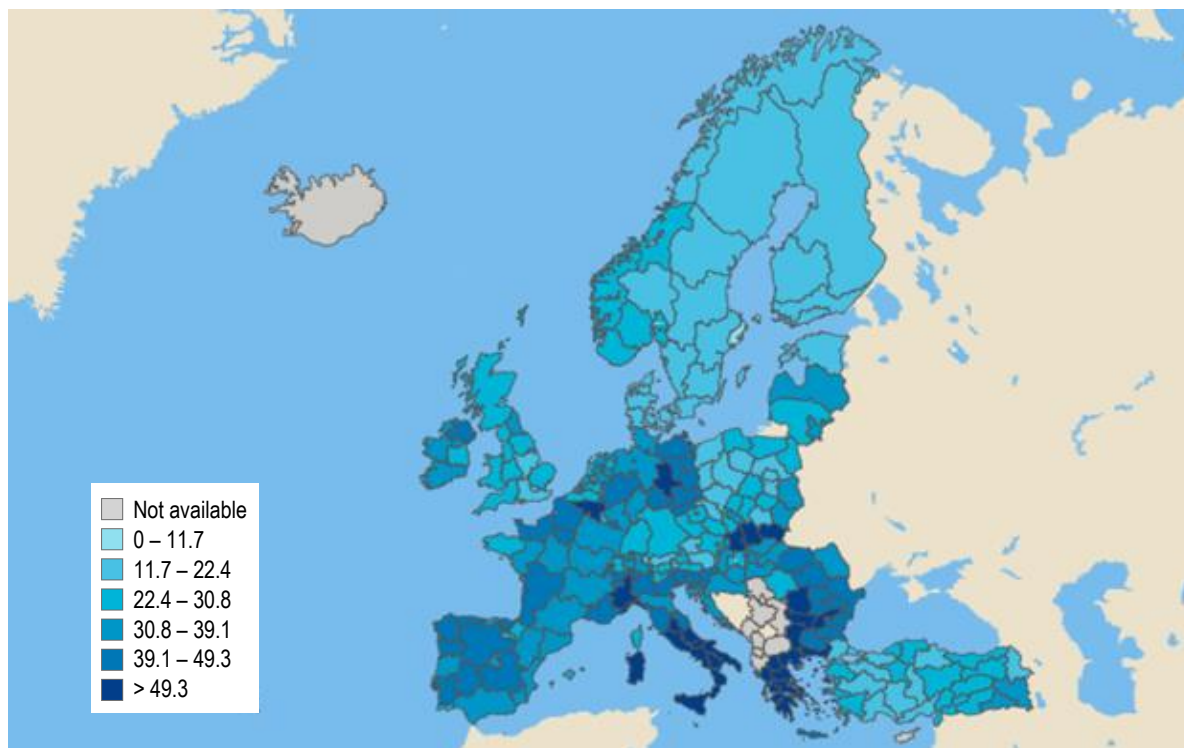 Not available
0 – 11.7
11.7 – 22.4
22.4 – 30.8
30.8 – 39.1
39.1 – 49.3
> 49.3